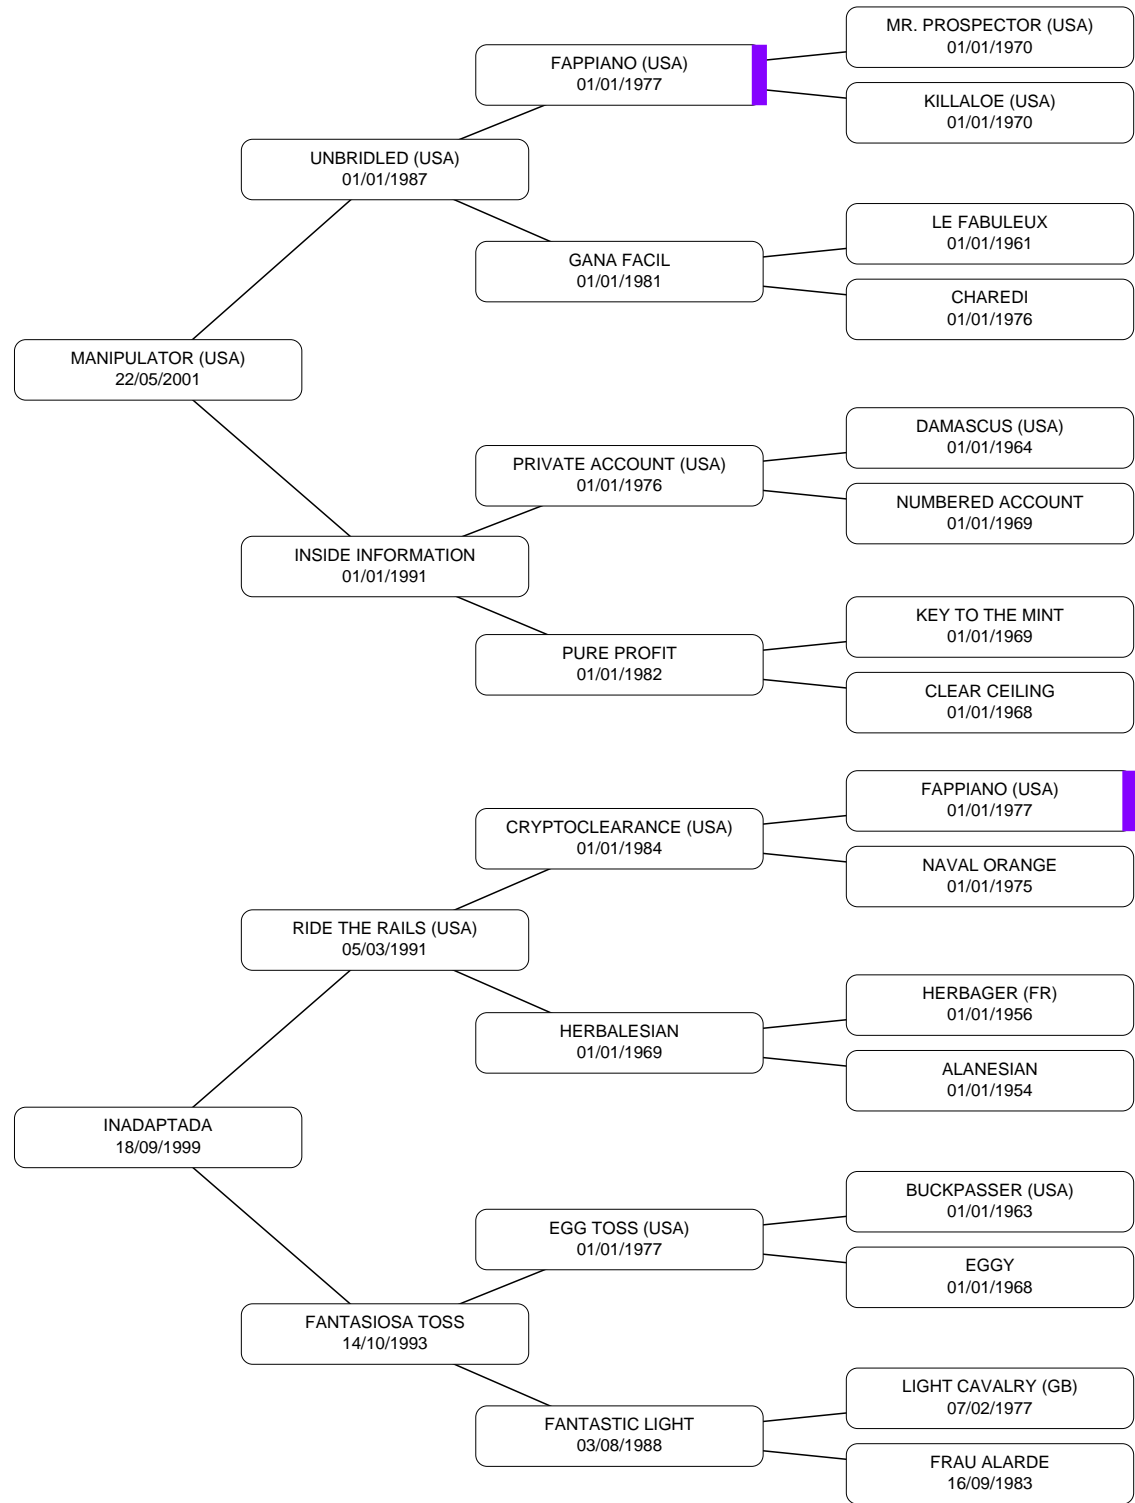 MR. PROSPECTOR (USA)
01/01/1970
FAPPIANO (USA)
01/01/1977
KILLALOE (USA)
01/01/1970
UNBRIDLED (USA)
01/01/1987
LE FABULEUX
01/01/1961
GANA FACIL
01/01/1981
CHAREDI
01/01/1976
MANIPULATOR (USA)
22/05/2001
DAMASCUS (USA)
01/01/1964
PRIVATE ACCOUNT (USA)
01/01/1976
NUMBERED ACCOUNT
01/01/1969
INSIDE INFORMATION
01/01/1991
KEY TO THE MINT
01/01/1969
PURE PROFIT
01/01/1982
CLEAR CEILING
01/01/1968
FAPPIANO (USA)
01/01/1977
CRYPTOCLEARANCE (USA)
01/01/1984
NAVAL ORANGE
01/01/1975
RIDE THE RAILS (USA)
05/03/1991
HERBAGER (FR)
01/01/1956
HERBALESIAN
01/01/1969
ALANESIAN
01/01/1954
INADAPTADA
18/09/1999
BUCKPASSER (USA)
01/01/1963
EGG TOSS (USA)
01/01/1977
EGGY
01/01/1968
FANTASIOSA TOSS
14/10/1993
LIGHT CAVALRY (GB)
07/02/1977
FANTASTIC LIGHT
03/08/1988
FRAU ALARDE
16/09/1983